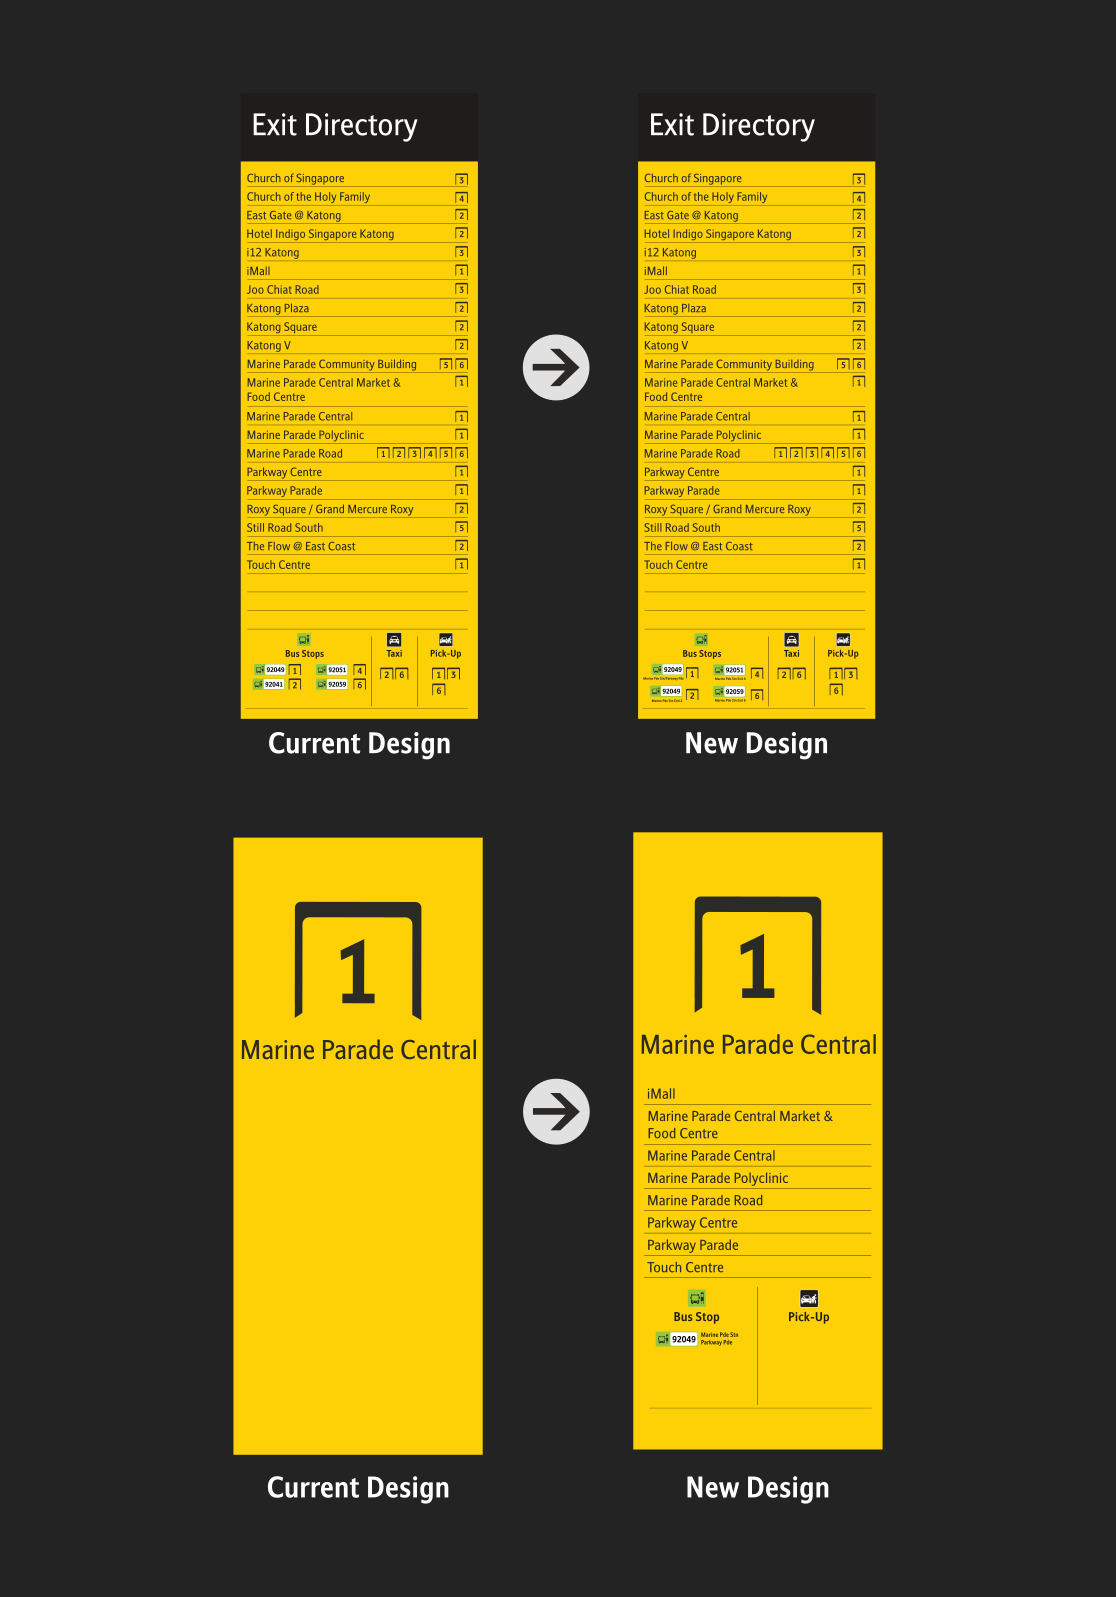 Exit Directory
Church of Singapore 3
Church of the Holy Family 4
East Gate @ Katong 2
Hotel Indigo Singapore Katong 2
i12 Katong 3
iMall 1
Joo Chiat Road 3
Katong Plaza 2
Katong Square 2
Katong V 2
Marine Parade Community Building 5 6
Marine Parade Central Market & 1
Food Centre
Marine Parade Central 1
Marine Parade Polyclinic 1
Marine Parade Road 1 2 3 4 5 6
Parkway Centre 1
Parkway Parade 1
Roxy Square / Grand Mercure Roxy 2
Still Road South 5
The Flow @ East Coast 2
Touch Centre 1
Bus Stops Taxi Pick-Up
92049 1 92051 4 2 6 1 3
92041 2 92059 6 6
Current Design
Exit Directory
Church of Singapore 3
Church of the Holy Family 4
East Gate @ Katong 2
Hotel Indigo Singapore Katong 2
i12 Katong 3
iMall 1
Joo Chiat Road 3
Katong Plaza 2
Katong Square 2
Katong V 2
Marine Parade Community Building 5 6
Marine Parade Central Market & 1
Food Centre
Marine Parade Central 1
Marine Parade Polyclinic 1
Marine Parade Road 1 2 3 4 5 6
Parkway Centre 1
Parkway Parade 1
Roxy Square / Grand Mercure Roxy 2
Still Road South 5
The Flow @ East Coast 2
Touch Centre 1
Bus Stops Taxi Pick-Up
92049 1 92051 4 2 6 1 3
Marine Pde Stn/Parkway Pde
92049 2 92059 6 6
New Design
1
Marine Parade Central
Current Design
1
Marine Parade Central
iMall
Marine Parade Central Market &
Food Centre
Marine Parade Central
Marine Parade Polyclinic
Marine Parade Road
Parkway Centre
Parkway Parade
Touch Centre
Bus Stop Pick-Up
92049 Marine Pde Stn
Parkway Pde
New Design